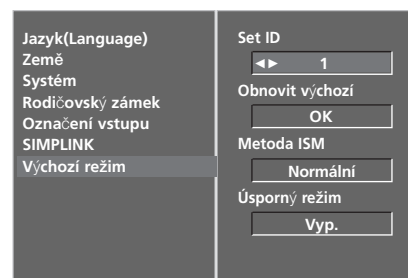 Jazyk(Language)
Země
Systém
Rodičovský zámek
Označení vstupu
SIMPLINK
Výchozí režim
Set ID
◄► 1
Obnovit výchozí
OK
Metoda ISM
Normální
Úsporný režim
Vyp.